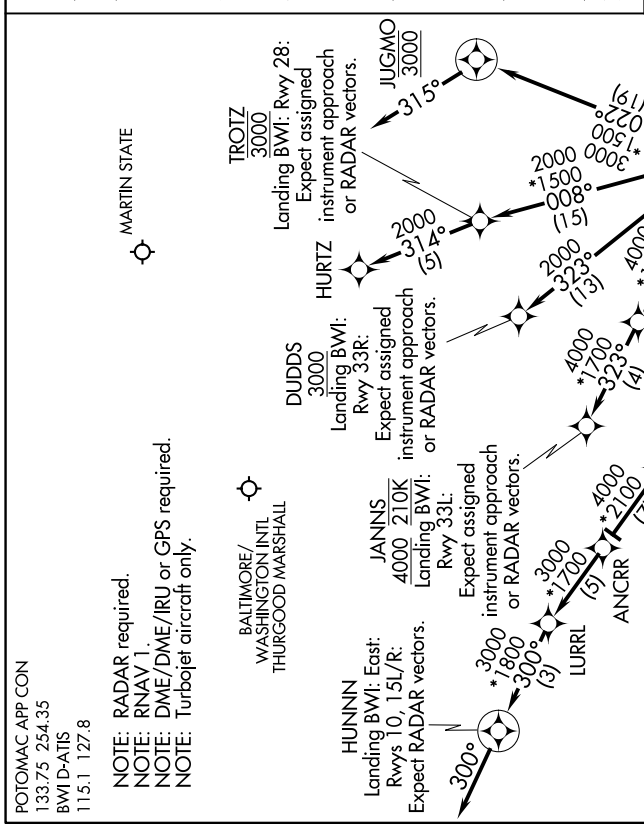 POTOMAC APP CON
133.75 254.35
BWI D-ATIS
115.1 127.8
NOTE: RADAR required.
NOTE: RNAV 1.
NOTE: DME/DME/IRU or GPS required.
NOTE: Turbojet aircraft only.
MARTIN STATE
BALTIMORE/
WASHINGTON INTL
THURGOOD MARSHALL
JUGMO
3000
315°
TROTZ
3000
Landing BWI: Rwy 28:
Expect assigned
instrument approach
or RADAR vectors.
HURTZ
2000
314°
(5)
2000
*1500
008°
(15)
3000
1500
022°
(19)
DUDDS
3000
Landing BWI:
Rwy 33R:
Expect assigned
instrument approach
or RADAR vectors.
2000
323°
(13)
JANNS
4000 210K
Landing BWI:
Rwy 33L:
Expect assigned
instrument approach
or RADAR vectors.
4000
*1700
323°
(4)
4000
HUNNN
Landing BWI: East:
Rwys 10, 15L/R:
Expect RADAR vectors.
300°
3000
*1800
300°
(3)
LURRL
3000
*1700
(5)
ANCRR
4000
*2100